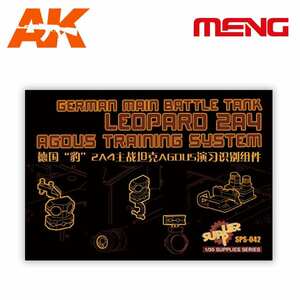 AK
INTERACTIVE
MENG
GERMAN MAIN BATTLE TANK
LEOPARD 2A4
AGDUS TRAINING SYSTEM
德国“豹”2A4主战坦克AGDUS演习识别组件
SUPPLIES
SPS-042
1/35 SUPPLIES SERIES